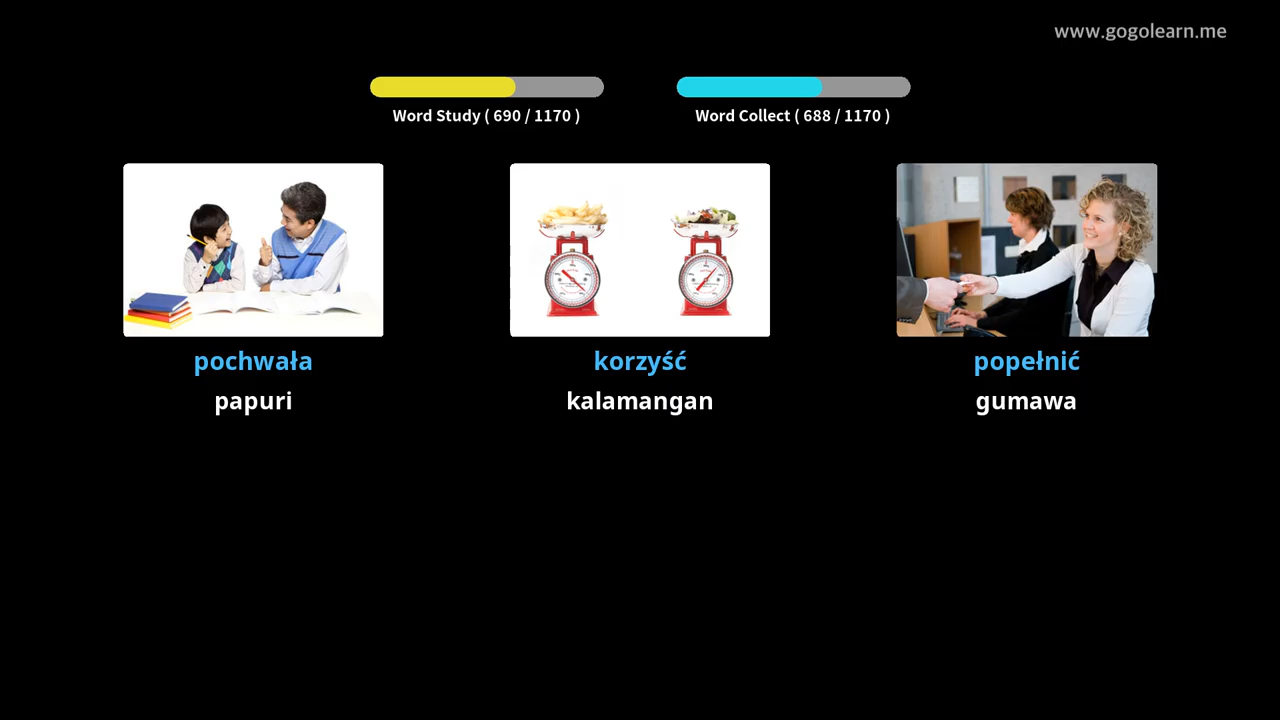 www.gogolearn.me
Word Study ( 690 / 1170 )
Word Collect ( 688 / 1170 )
pochwała
korzyść
popełnić
papuri
kalamangan
gumawa